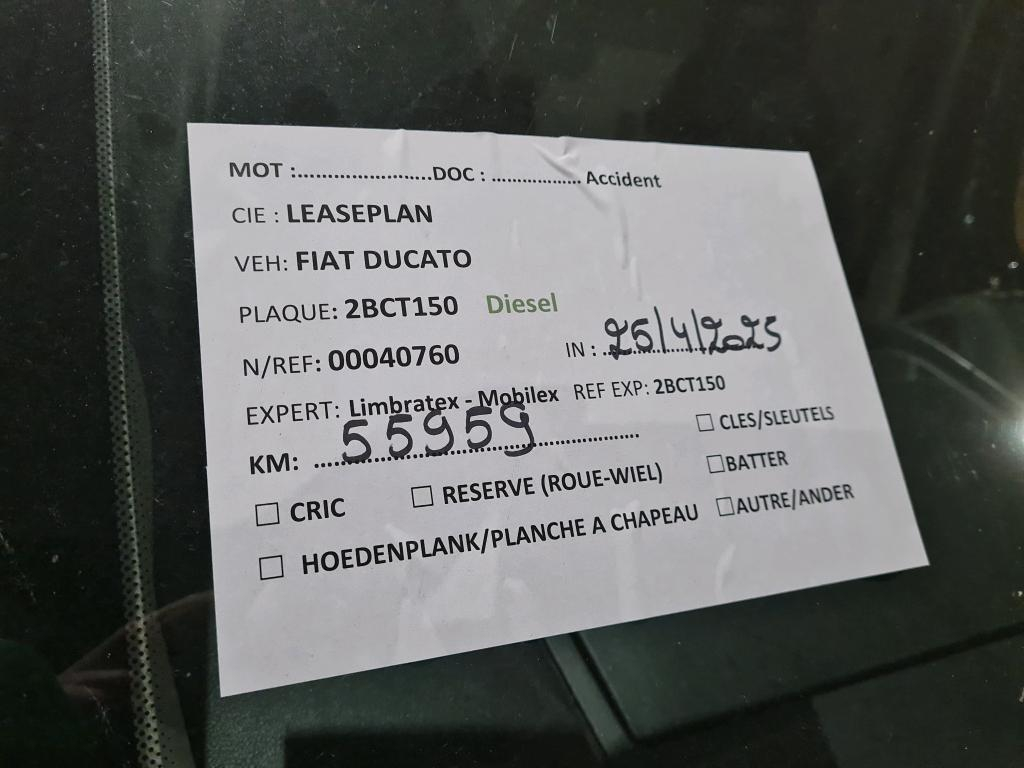 MOT :.......................DOC : ................. Accident
CIE : LEASEPLAN
VEH: FIAT DUCATO
PLAQUE: 2BCT150 Diesel
N/REF: 00040760 IN : 25/4/2025
EXPERT: Limbratex - Mobilex REF EXP: 2BCT150
KM: 55959 ☐ CLES/SLEUTELS
☐ CRIC ☐ RESERVE (ROUE-WIEL) ☐BATTER
☐ HOEDENPLANK/PLANCHE A CHAPEAU ☐AUTRE/ANDER